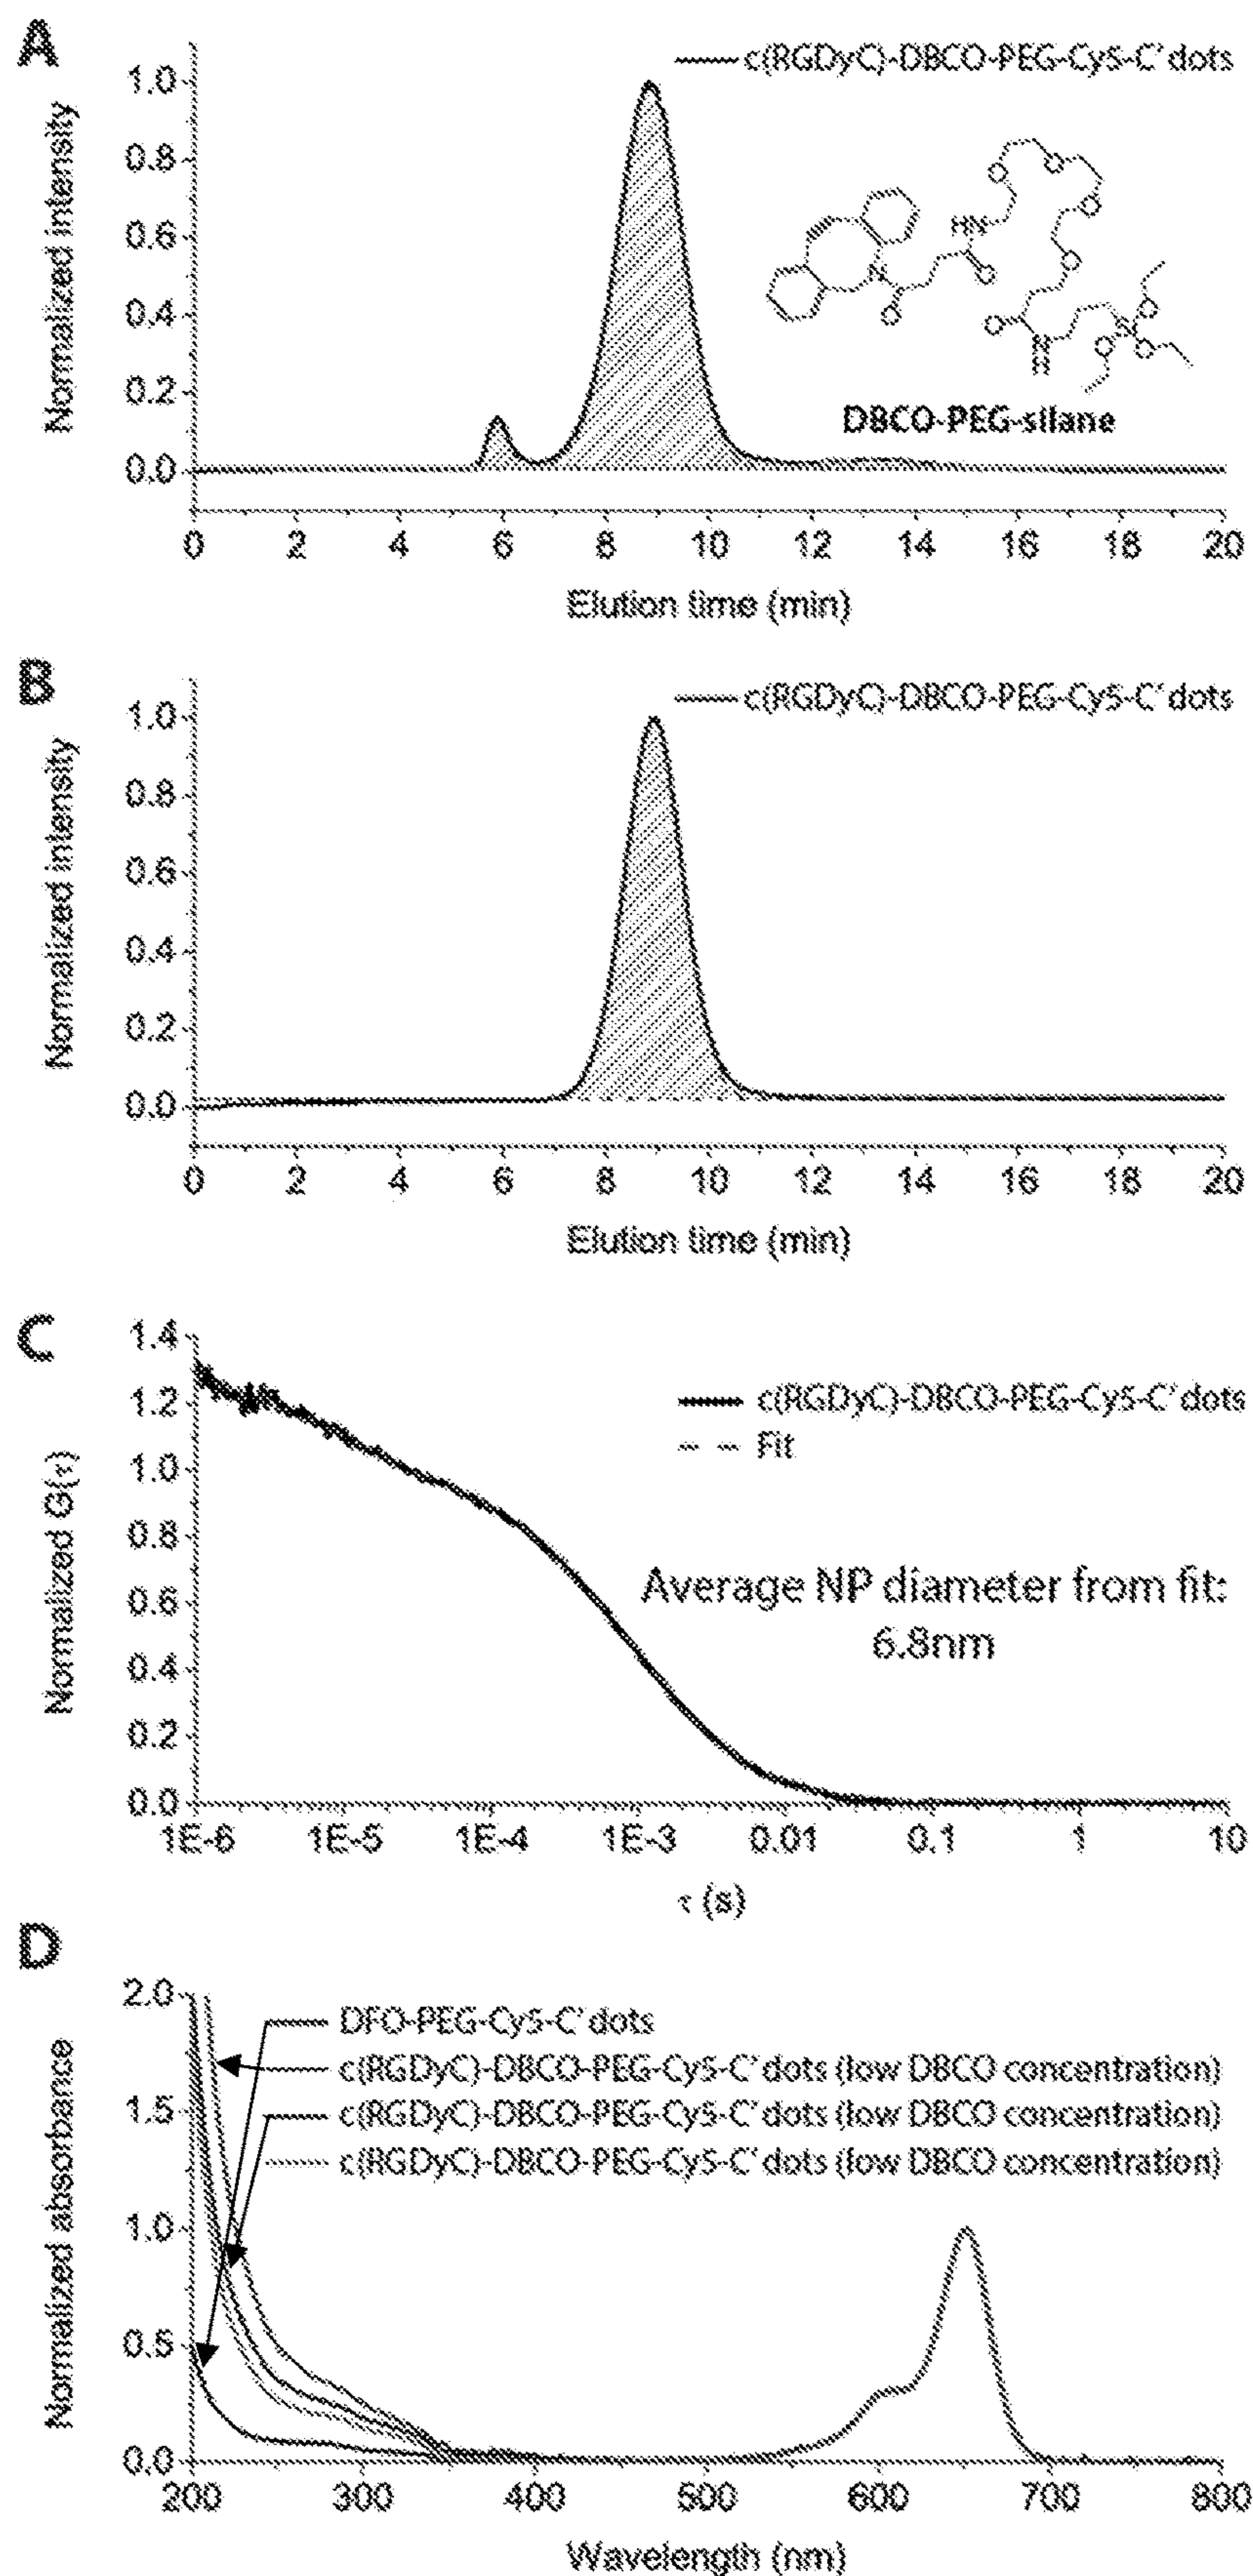 A
c(RGDyC)-DBCO-PEG-Cy5-C'dots
Normalized intensity
1.0
0.8
0.6
0.4
0.2
0.0
O
O
O
O
HN
O
N
O
O
N
H
Si
O
O
O
DBCO-PEG-silane
0 2 4 6 8 10 12 14 16 18 20
Elution time (min)
B
c(RGDyC)-DBCO-PEG-Cy5-C'dots
Normalized intensity
1.0
0.8
0.6
0.4
0.2
0.0
0 2 4 6 8 10 12 14 16 18 20
Elution time (min)
C
c(RGDyC)-DBCO-PEG-Cy5-C'dots
Fit
Normalized G(τ)
1.4
1.2
1.0
0.8
0.6
0.4
0.2
0.0
Average NP diameter from fit:
6.8nm
1E-6 1E-5 1E-4 1E-3 0.01 0.1 1 10
τ (s)
D
DFO-PEG-Cy5-C'dots
c(RGDyC)-DBCO-PEG-Cy5-C'dots (low DBCO concentration)
c(RGDyC)-DBCO-PEG-Cy5-C'dots (low DBCO concentration)
c(RGDyC)-DBCO-PEG-Cy5-C'dots (low DBCO concentration)
Normalized absorbance
2.0
1.5
1.0
0.5
0.0
200 300 400 500 600 700 800
Wavelength (nm)